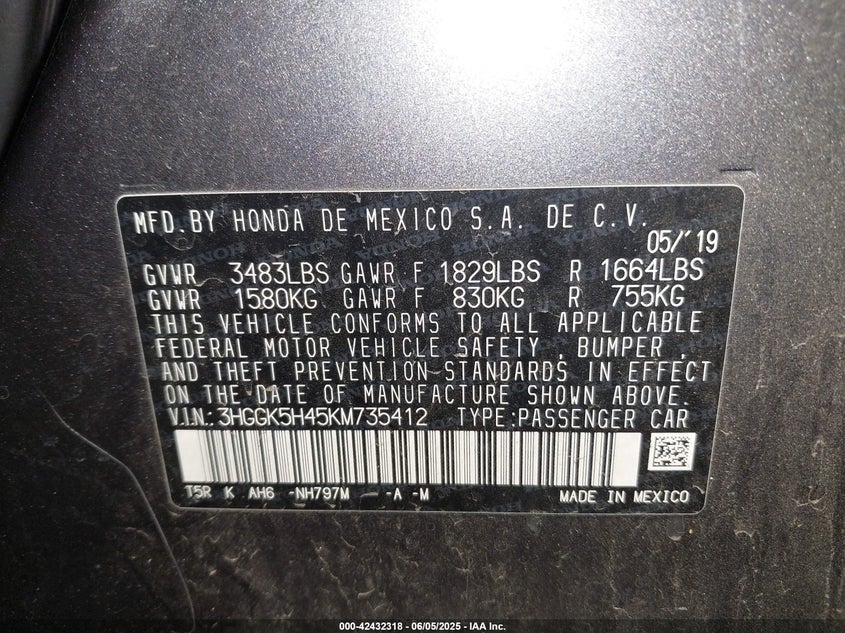 MFD.BY HONDA DE MEXICO S.A. DE C.V.
05/'19
GVWR 3483LBS GAWR F 1829LBS R 1664LBS
GVWR 1580KG GAWR F 830KG R 755KG
THIS VEHICLE CONFORMS TO ALL APPLICABLE
FEDERAL MOTOR VEHICLE SAFETY , BUMPER ,
AND THEFT PREVENTION STANDARDS IN EFFECT
ON THE DATE OF MANUFACTURE SHOWN ABOVE.
V.I.N.: 3HGGK5H45KM735412 TYPE:PASSENGER CAR
T5R K AH6 -NH797M -A -M MADE IN MEXICO
000-42432318 - 06/05/2025 - IAA Inc.